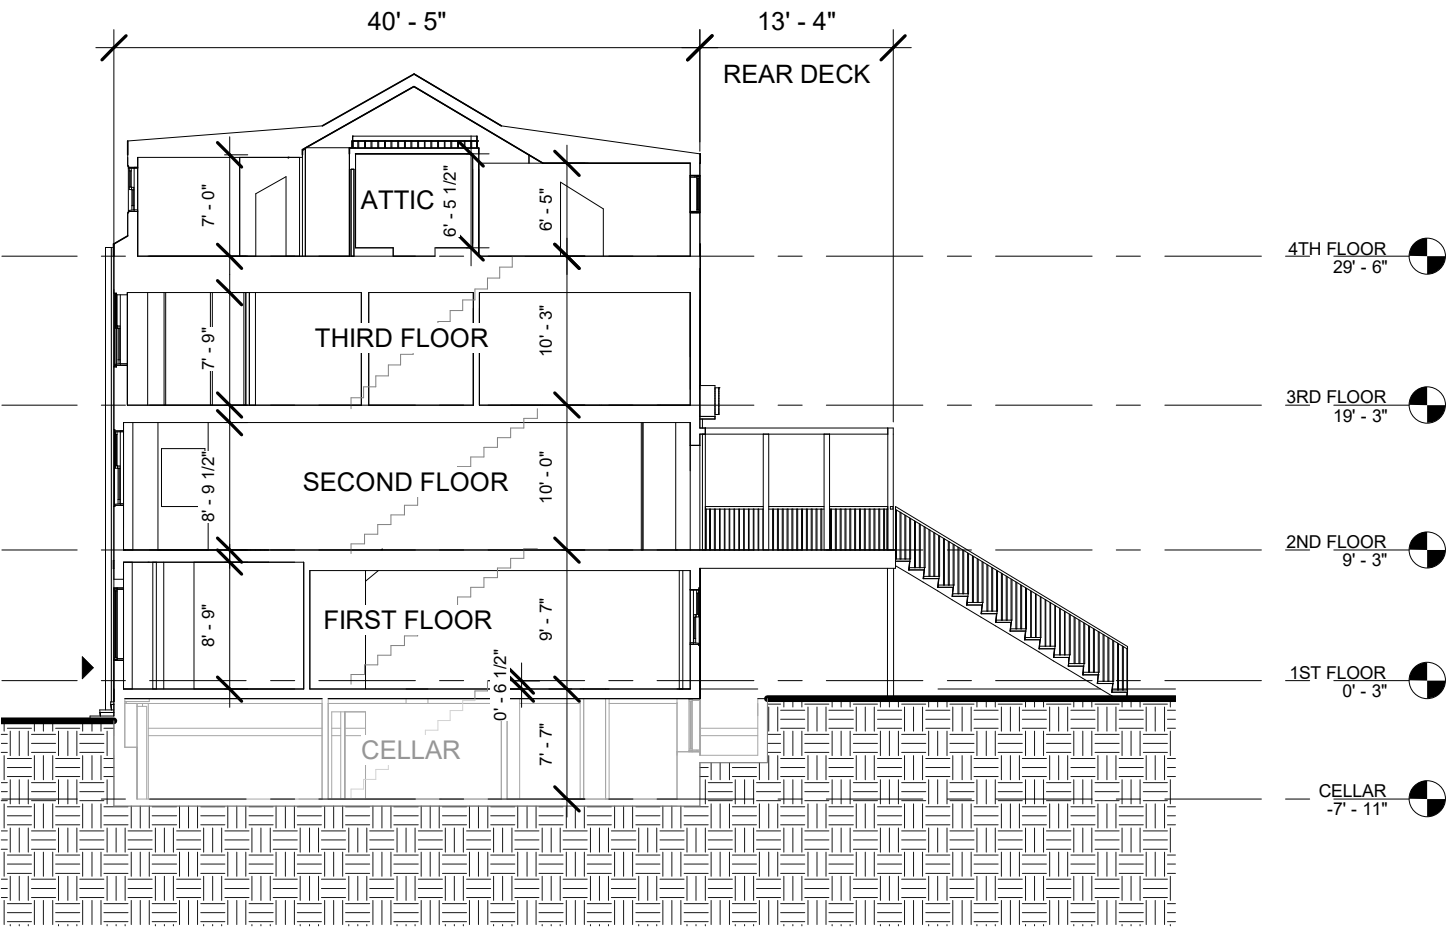 40' - 5"
13' - 4"
REAR DECK
7' - 0"
ATTIC
6' - 5 1/2"
6' - 5"
4TH FLOOR
29' - 6"
7' - 9"
THIRD FLOOR
10' - 3"
3RD FLOOR
19' - 3"
8' - 9 1/2"
SECOND FLOOR
10' - 0"
2ND FLOOR
9' - 3"
8' - 9"
FIRST FLOOR
9' - 7"
0' - 6 1/2"
1ST FLOOR
0' - 3"
CELLAR
7' - 7"
CELLAR
-7' - 11"